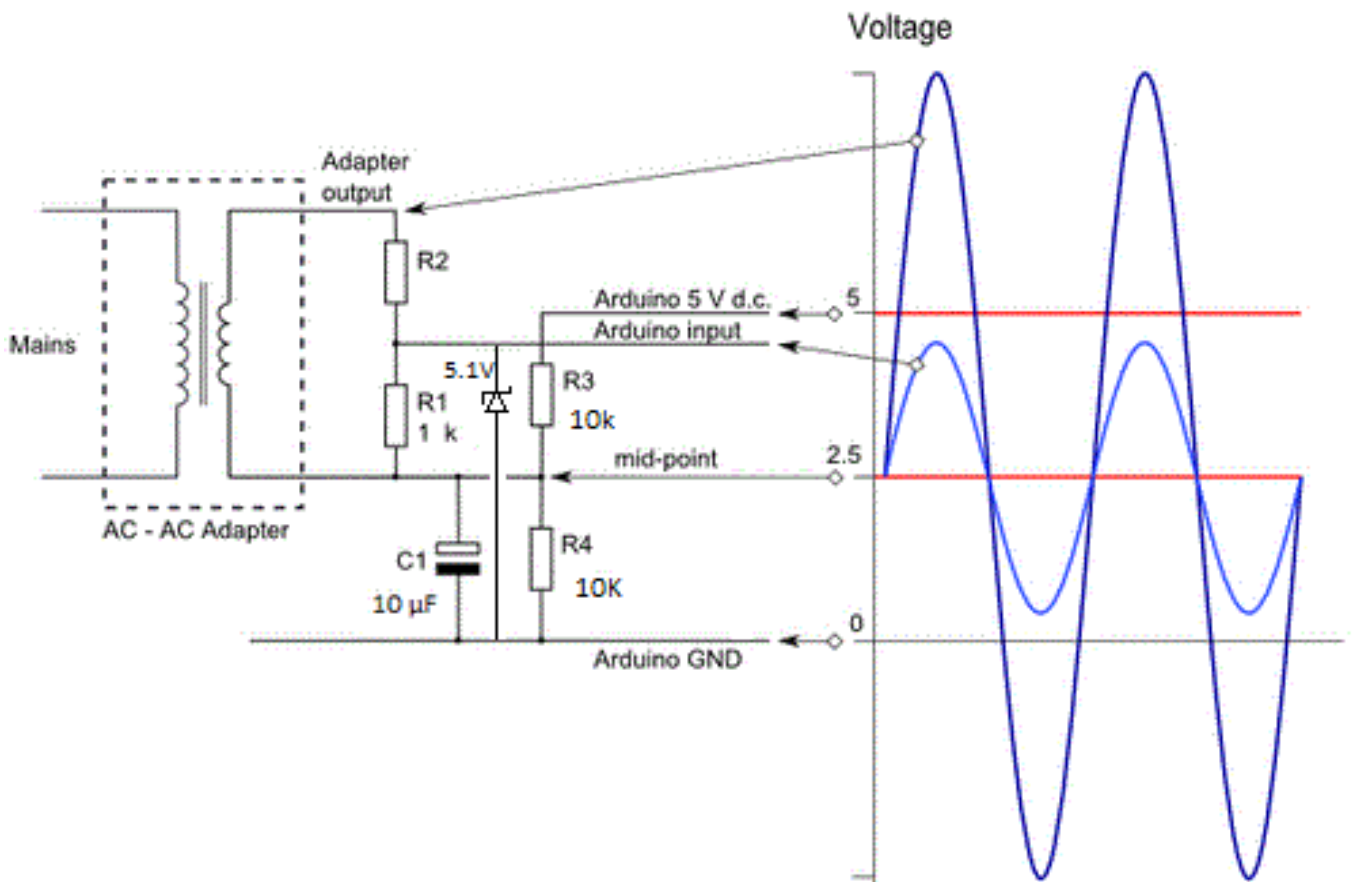 Voltage
Adapter
output
R2
Arduino 5 V d.c.
5
Arduino input
Mains
5.1V
R3
R1
10k
1 k
mid-point
2.5
AC - AC Adapter
C1
R4
10 µF
10K
0
Arduino GND